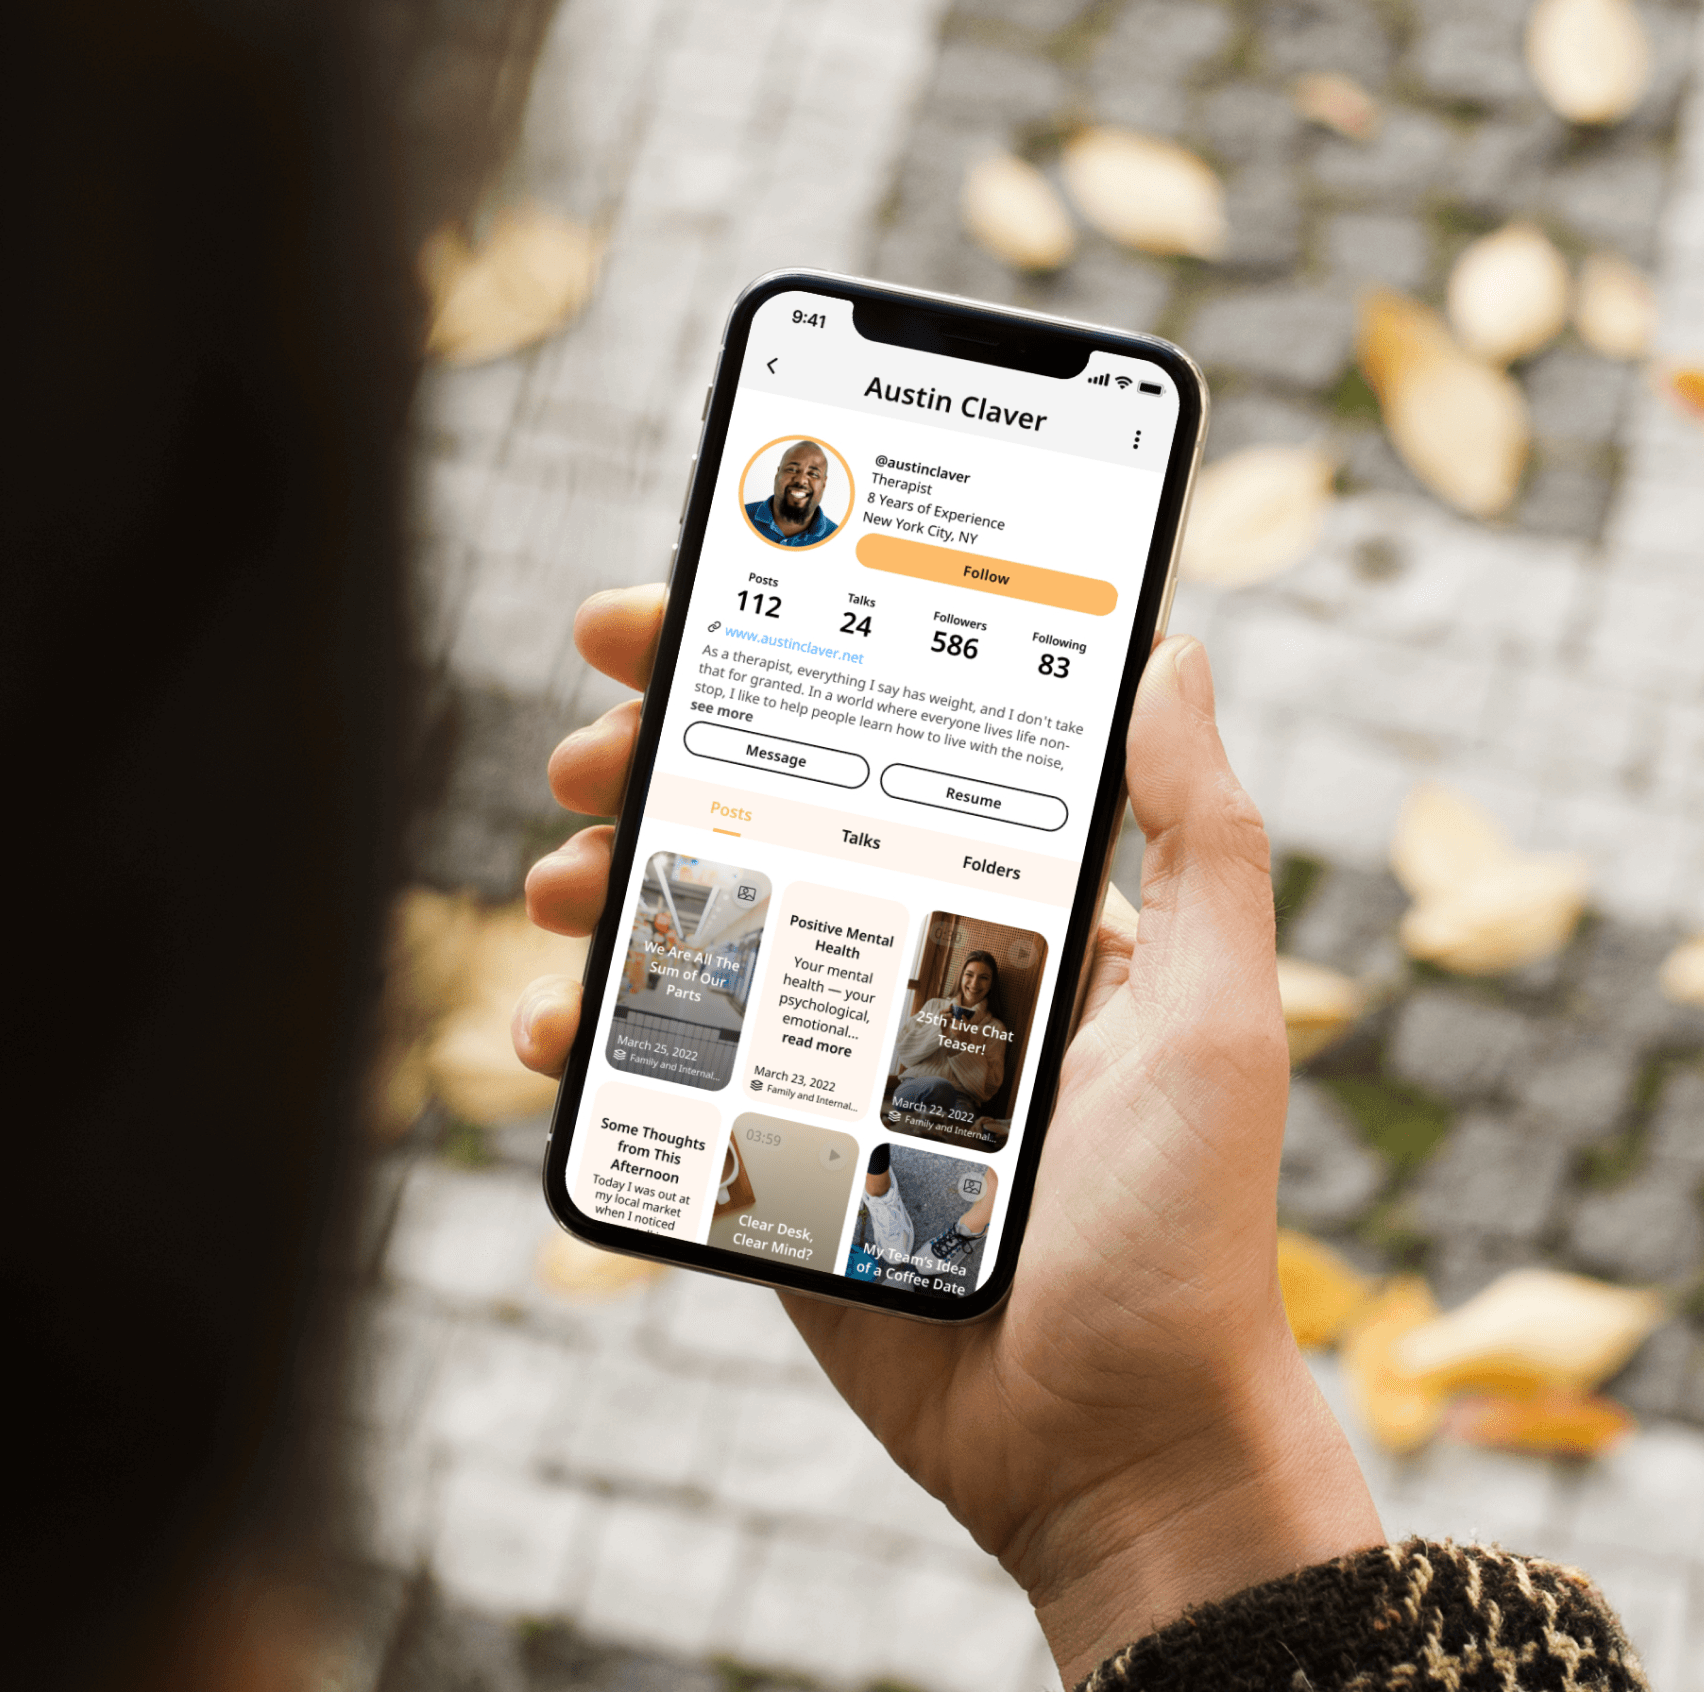 9:41
Austin Claver
@austinclaver
Therapist
8 Years of Experience
New York City, NY
Follow
Posts
112
Talks
24
Followers
586
Following
83
www.austinclaver.net
As a therapist, everything I say has weight, and I don't take
that for granted. In a world where everyone lives life non-
stop, I like to help people learn how to live with the noise,
see more
Message
Resume
Posts
Talks
Folders
We Are All The
Sum of Our
Parts
March 25, 2022
Family and Internal...
Positive Mental
Health
Your mental
health — your
psychological,
emotional...
read more
March 23, 2022
Family and Internal...
25th Live Chat
Teaser!
March 22, 2022
Family and Internal...
Some Thoughts
from This
Afternoon
Today I was out at
my local market
when I noticed
03:59
Clear Desk,
Clear Mind?
My Team's Idea
of a Coffee Date